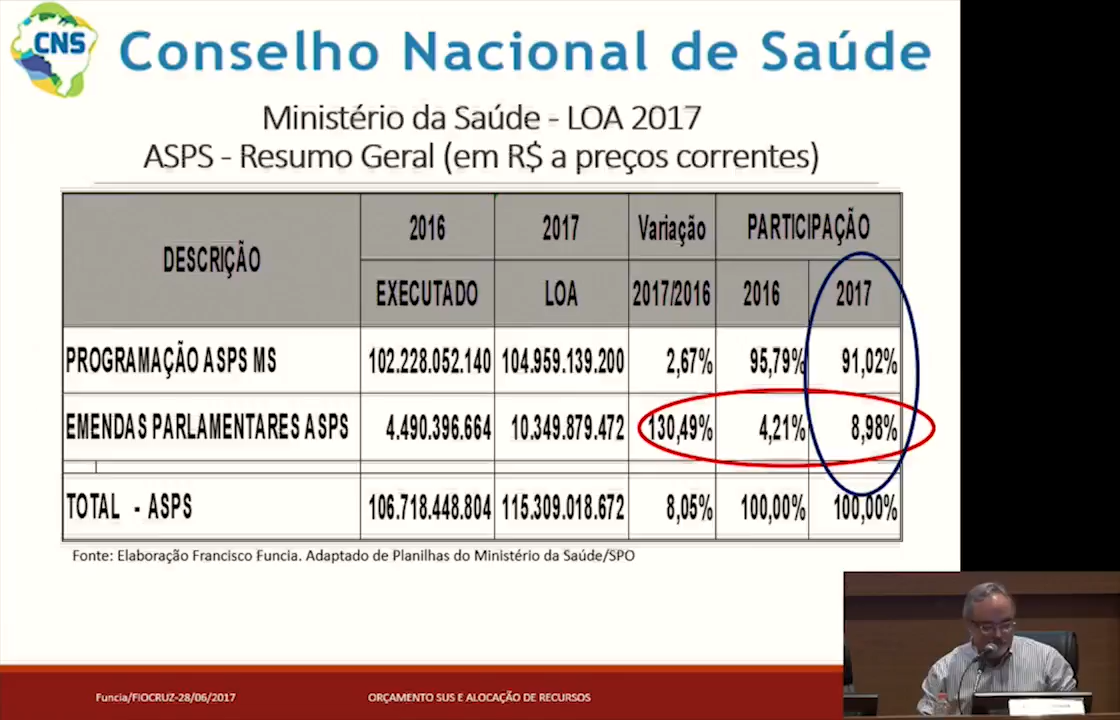 CNS
Conselho Nacional de Saúde
Ministério da Saúde - LOA 2017
ASPS - Resumo Geral (em R$ a preços correntes)
DESCRIÇÃO 2016 2017 Variação PARTICIPAÇÃO
EXECUTADO LOA 2017/2016 2016 2017
PROGRAMAÇÃO ASPS MS 102.228.052.140 104.959.139.200 2,67% 95,79% 91,02%
EMENDAS PARLAMENTARES ASPS 4.490.396.664 10.349.879.472 130,49% 4,21% 8,98%
TOTAL - ASPS 106.718.448.804 115.309.018.672 8,05% 100,00% 100,00%
Fonte: Elaboração Francisco Funcia. Adaptado de Planilhas do Ministério da Saúde/SPO
Funcia/FIOCRUZ-28/06/2017 ORÇAMENTO SUS E ALOCAÇÃO DE RECURSOS